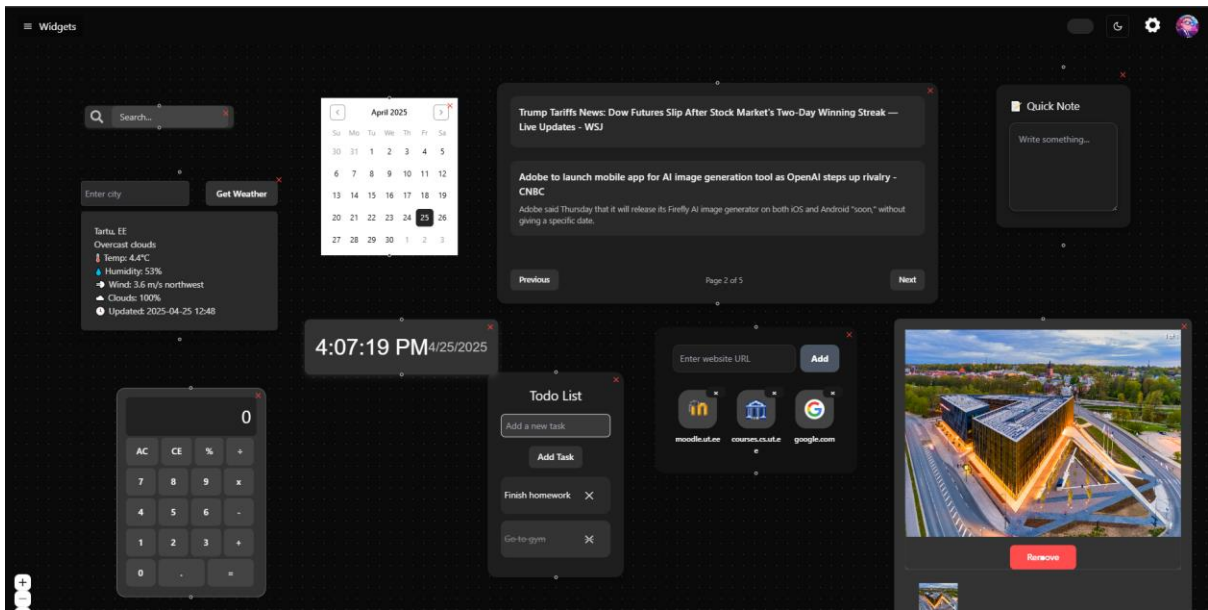 Widgets
Search...
Enter city
Get Weather
Tartu, EE
Overcast clouds
Temp: 4.4°C
Humidity: 53%
Wind: 3.6 m/s northwest
Clouds: 100%
Updated: 2025-04-25 12:48
April 2025
Su Mo Tu We Th Fr Sa
30 31 1 2 3 4 5
6 7 8 9 10 11 12
13 14 15 16 17 18 19
20 21 22 23 24 25 26
27 28 29 30 1 2 3
Trump Tariffs News: Dow Futures Slip After Stock Market's Two-Day Winning Streak —
Live Updates - WSJ
Adobe to launch mobile app for AI image generation tool as OpenAI steps up rivalry -
CNBC
Adobe said Thursday that it will release its Firefly AI image generator on both iOS and Android "soon," without
giving a specific date.
Previous
Page 2 of 5
Next
Quick Note
Write something...
4:07:19 PM 4/25/2025
0
AC CE % ÷
7 8 9 x
4 5 6 -
1 2 3 +
0 . =
Todo List
Add a new task
Add Task
Finish homework
Go to gym
Enter website URL
Add
moodle.ut.ee courses.cs.ut.e google.com
e
Remove